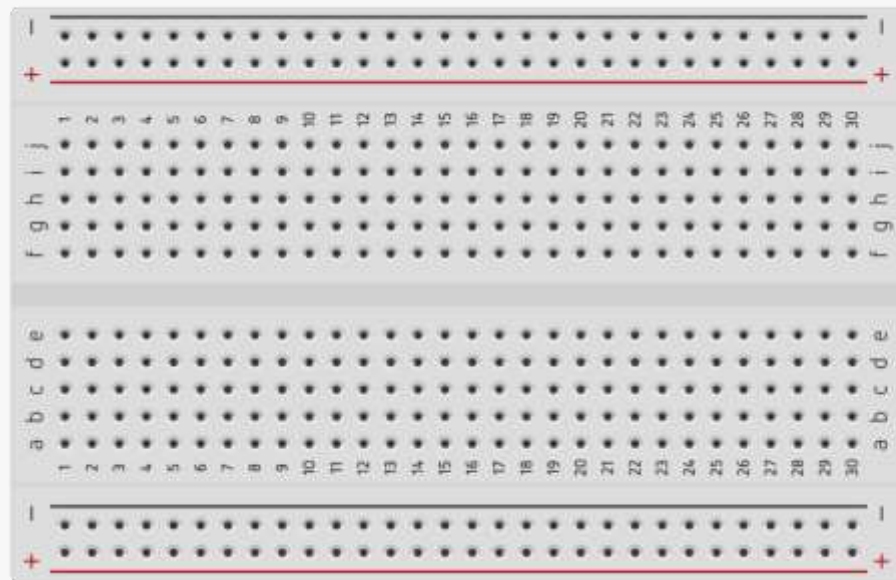 − −
+ +
1 2 3 4 5 6 7 8 9 10 11 12 13 14 15 16 17 18 19 20 21 22 23 24 25 26 27 28 29 30
j j
i i
h h
g g
f f
e e
d d
c c
b b
a a
1 2 3 4 5 6 7 8 9 10 11 12 13 14 15 16 17 18 19 20 21 22 23 24 25 26 27 28 29 30
− −
+ +